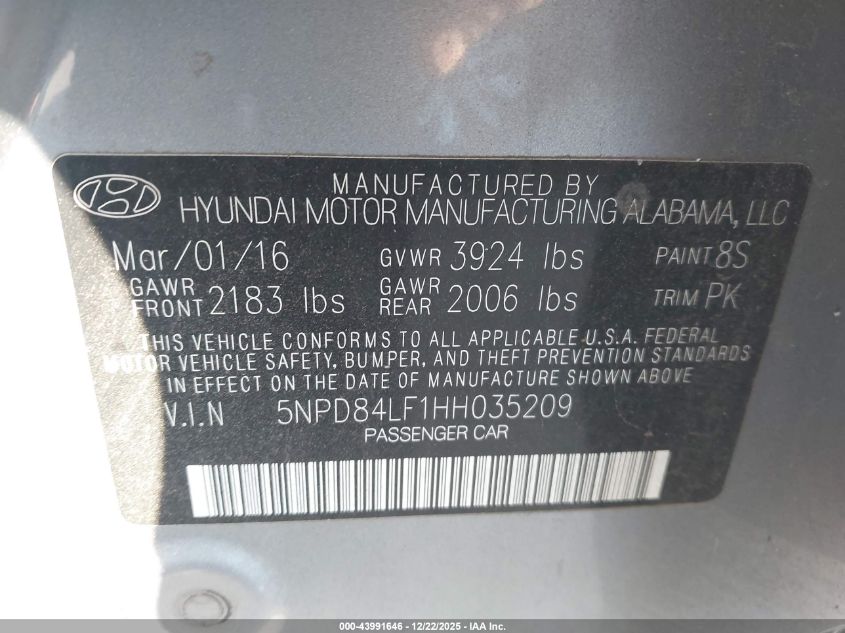 MANUFACTURED BY
HYUNDAI MOTOR MANUFACTURING ALABAMA, LLC
Mar/01/16 GVWR 3924 lbs PAINT 8S
GAWR FRONT 2183 lbs GAWR REAR 2006 lbs TRIM PK
THIS VEHICLE CONFORMS TO ALL APPLICABLE U.S.A. FEDERAL
MOTOR VEHICLE SAFETY, BUMPER, AND THEFT PREVENTION STANDARDS
IN EFFECT ON THE DATE OF MANUFACTURE SHOWN ABOVE
V.I.N 5NPD84LF1HH035209
PASSENGER CAR
000-43991646 - 12/22/2025 - IAA Inc.